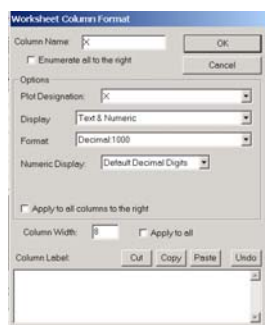 Worksheet Column Format
Column Name: X
OK
Enumerate all to the right
Cancel
Options
Plot Designation: X
Display Text & Numeric
Format: Decimal:1000
Numeric Display: Default Decimal Digits
Apply to all columns to the right
Column Width: 8 Apply to all
Column Label: Cut Copy Paste Undo